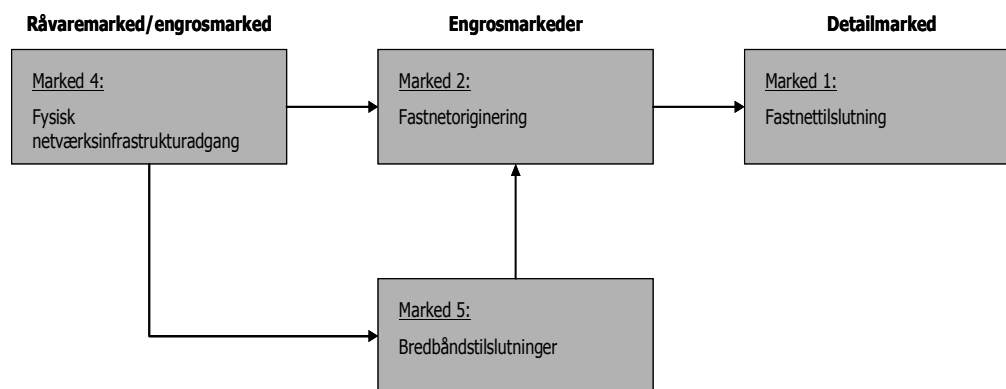 Råvaremarked/engrosmarked
Engrosmarkeder
Detailmarked
Marked 4:
Fysisk
netværksinfrastrukturadgang
Marked 2:
Fastnetoriginering
Marked 1:
Fastnettilslutning
Marked 5:
Bredbåndstilslutninger